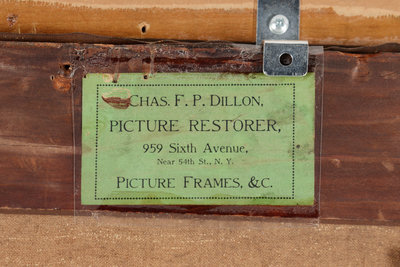 Chas. F. P. Dillon,
PICTURE RESTORER,
959 Sixth Avenue,
Near 54th St., N. Y.
Picture Frames, &c.